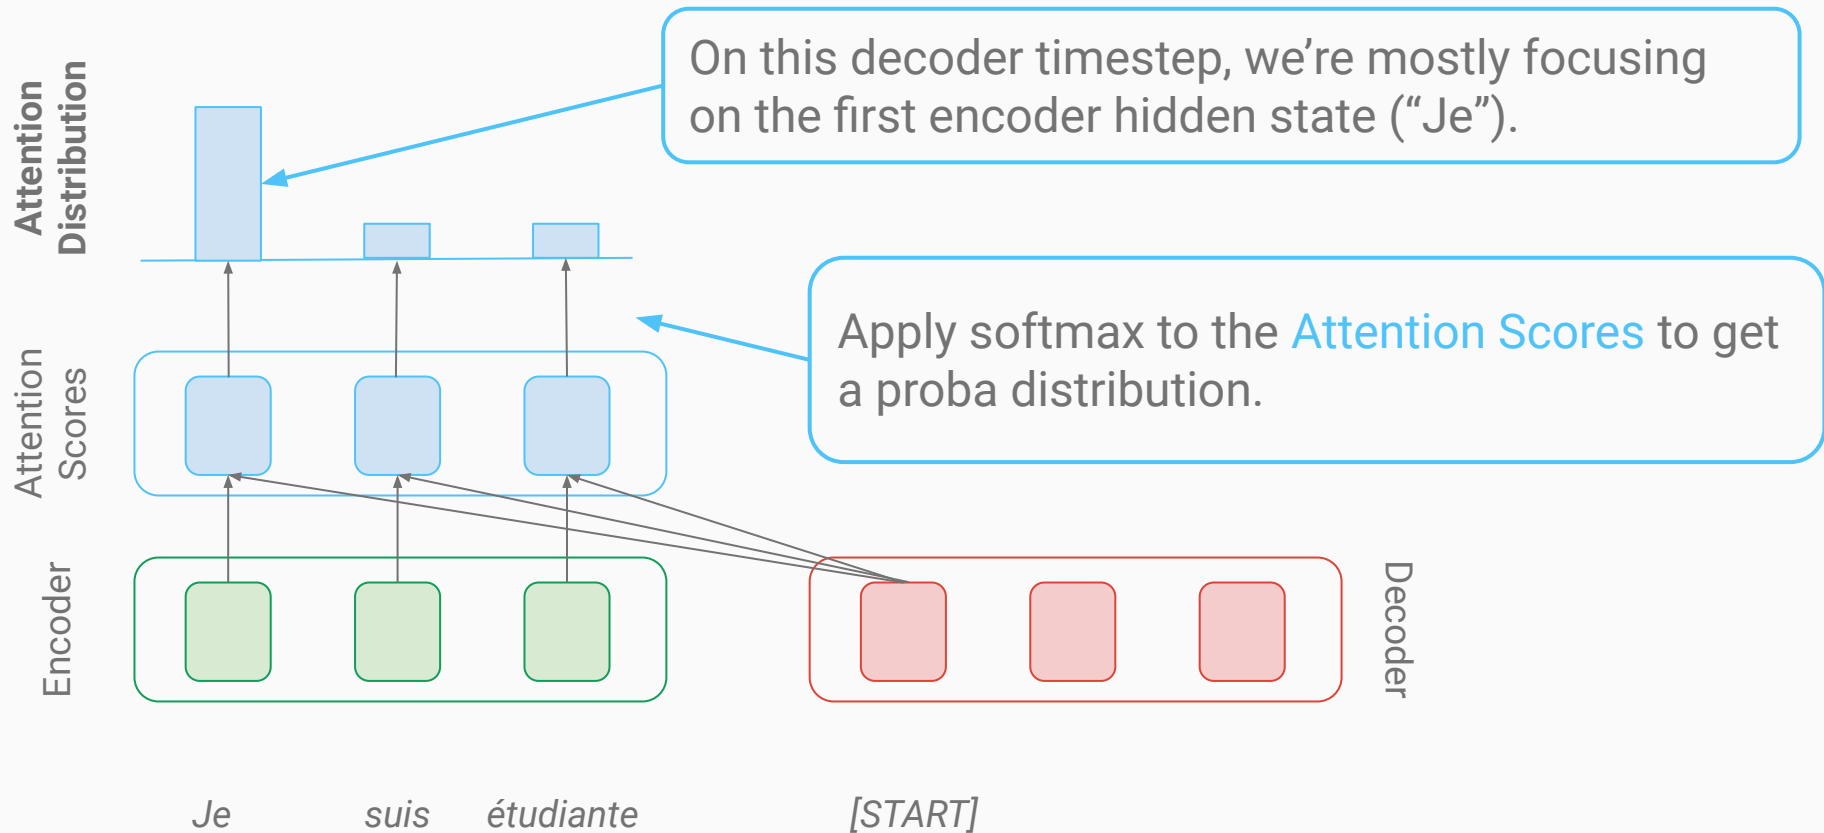 Attention
Distribution
On this decoder timestep, we’re mostly focusing
on the first encoder hidden state (“Je”).
Apply softmax to the Attention Scores to get
a proba distribution.
Attention
Scores
Encoder
Decoder
Je suis étudiante [START]